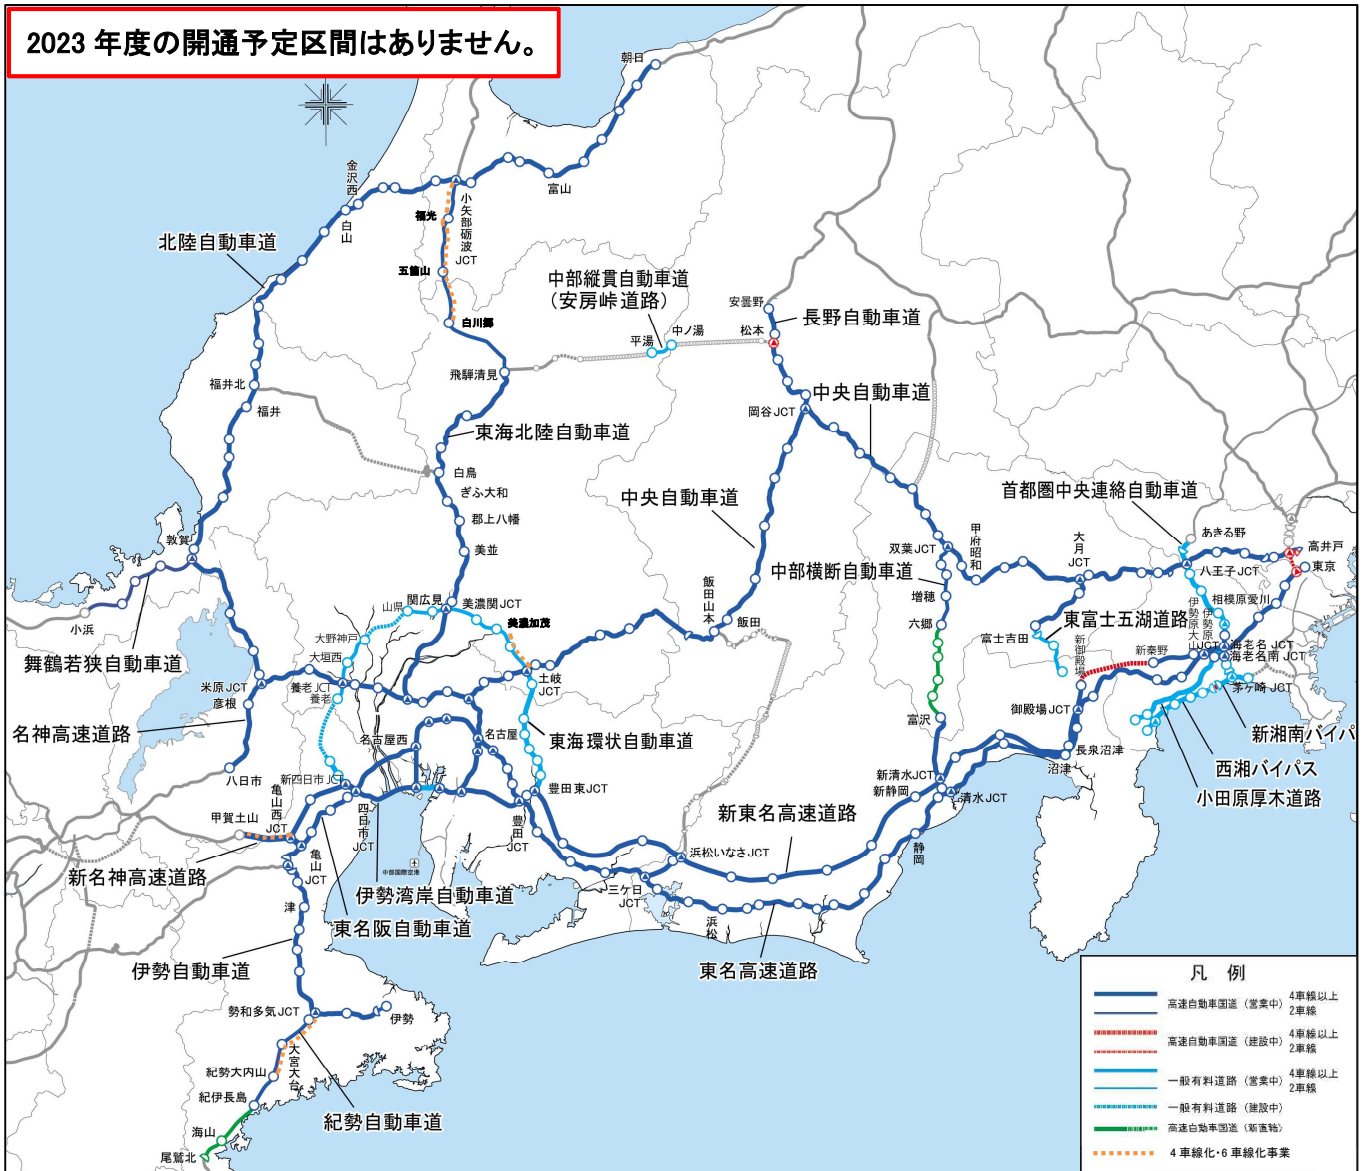 2023 年度の開通予定区間はありません。
朝日
金沢西
白山
富山
小矢部砺波JCT
福光
五箇山
白川郷
北陸自動車道
中部縦貫自動車道
（安房峠道路）
平湯
中ノ湯
松本
安曇野
長野自動車道
飛騨清見
岡谷JCT
中央自動車道
福井北
福井
東海北陸自動車道
白鳥
ぎふ大和
郡上八幡
美並
中央自動車道
首都圏中央連絡自動車道
あきる野
高井戸
東京
八王子JCT
相模原愛川
敦賀
小浜
舞鶴若狭自動車道
双葉JCT
甲府昭和
大月JCT
中部横断自動車道
増穂
六郷
富沢
東富士五湖道路
富士吉田
新御殿場
新秦野
伊勢原大山
伊勢原JCT
海老名 JCT
海老名南 JCT
茅ヶ崎 JCT
新湘南バイパ
西湘バイパス
小田原厚木道路
御殿場JCT
長泉沼津
沼津
山県
関広見
美濃関JCT
美濃加茂
大野神戸
大垣西
養老JCT
養老
飯田山本
飯田
土岐JCT
米原JCT
彦根
名神高速道路
八日市
名古屋西
名古屋
東海環状自動車道
豊田東JCT
豊田JCT
新四日市JCT
亀山西JCT
甲賀土山
新名神高速道路
亀山JCT
四日市JCT
中部国際空港
伊勢湾岸自動車道
東名阪自動車道
津
伊勢自動車道
新清水JCT
新静岡
清水JCT
静岡
新東名高速道路
浜松いなさJCT
三ケ日JCT
浜松
東名高速道路
勢和多気JCT
伊勢
大宮大台
紀勢大内山
紀伊長島
紀勢自動車道
海山
尾鷲北
凡 例
高速自動車国道（営業中） 4車線以上
2車線
高速自動車国道（建設中） 4車線以上
2車線
一般有料道路（営業中） 4車線以上
2車線
一般有料道路（建設中）
高速自動車国道（新直轄）
4車線化・6車線化事業